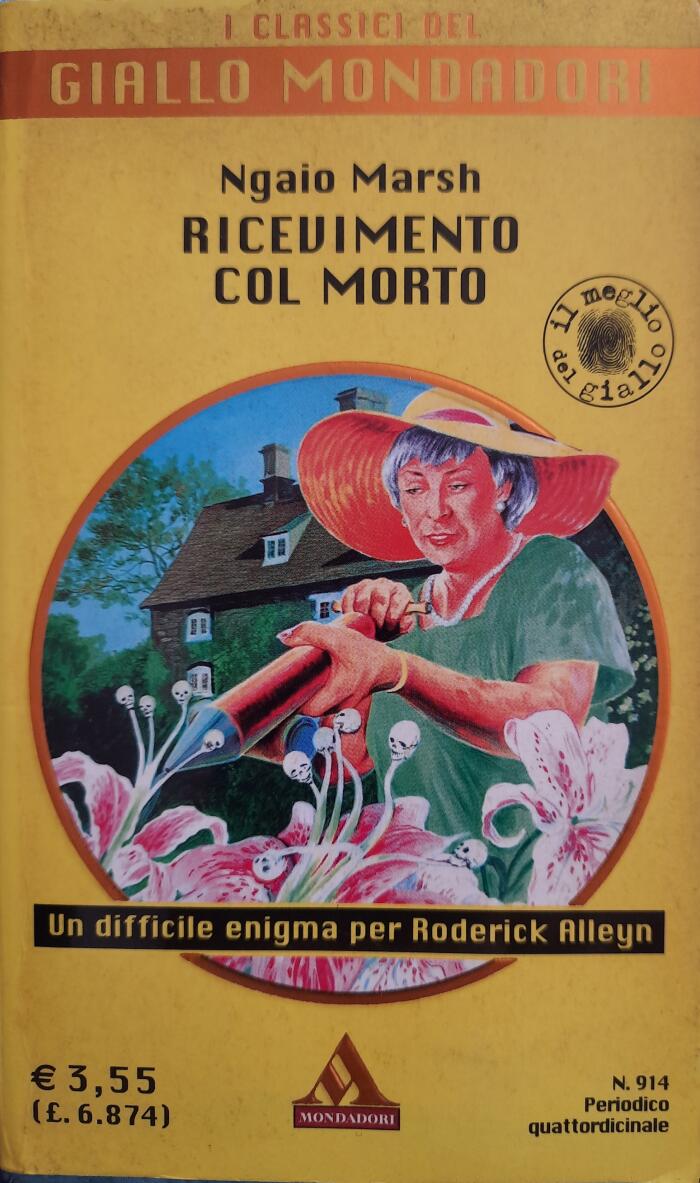 I CLASSICI DEL
GIALLO MONDADORI
Ngaio Marsh
RICEVIMENTO
COL MORTO
il meglio
del giallo
Un difficile enigma per Roderick Alleyn
€ 3,55
(£. 6.874)
MONDADORI
N. 914
Periodico
quattordicinale